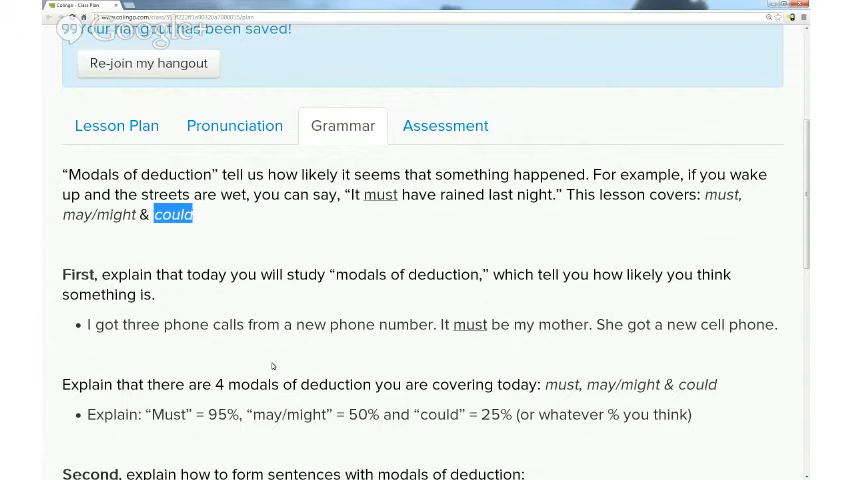 Colingo - Class Plan
Your hangout has been saved!
Google+
Re-join my hangout
Lesson Plan
Pronunciation
Grammar
Assessment
“Modals of deduction” tell us how likely it seems that something happened. For example, if you wake
up and the streets are wet, you can say, “It must have rained last night.” This lesson covers: must,
may/might & could
First, explain that today you will study “modals of deduction,” which tell you how likely you think
something is.
• I got three phone calls from a new phone number. It must be my mother. She got a new cell phone.
Explain that there are 4 modals of deduction you are covering today: must, may/might & could
• Explain: “Must” = 95%, “may/might” = 50% and “could” = 25% (or whatever % you think)
Second, explain how to form sentences with modals of deduction: